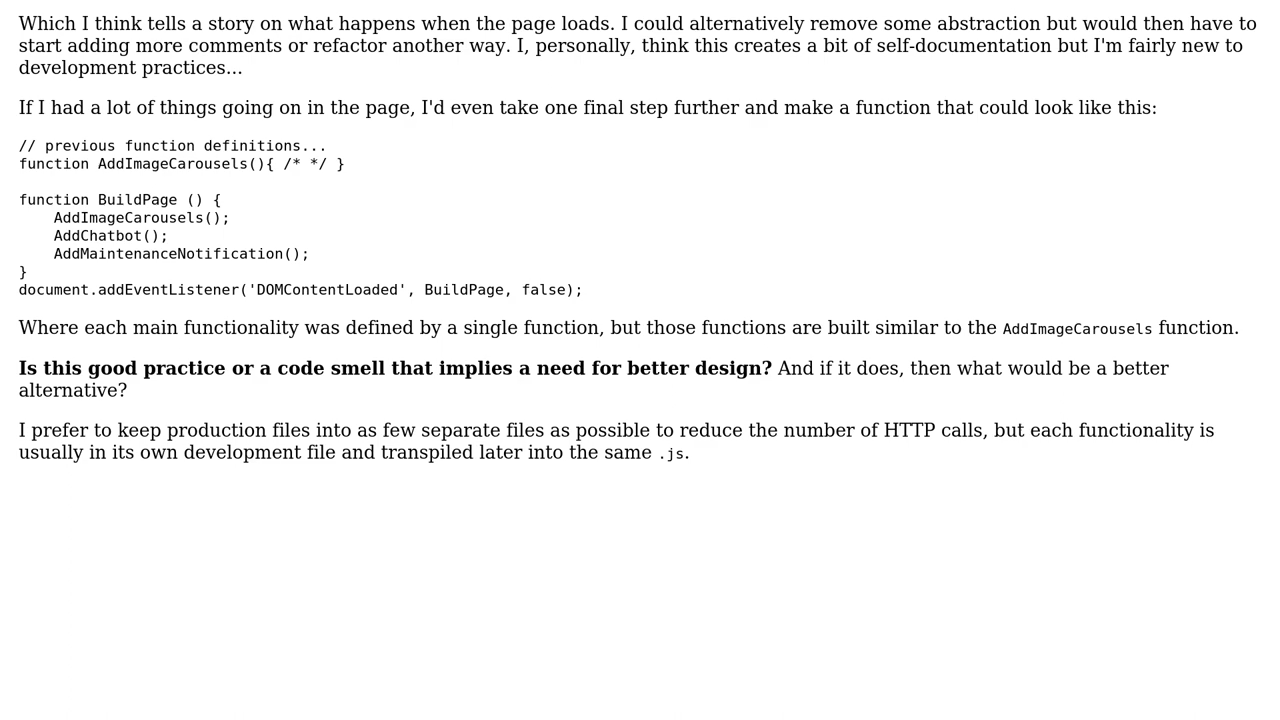 Which I think tells a story on what happens when the page loads. I could alternatively remove some abstraction but would then have to
start adding more comments or refactor another way. I, personally, think this creates a bit of self-documentation but I'm fairly new to
development practices...
If I had a lot of things going on in the page, I'd even take one final step further and make a function that could look like this:
// previous function definitions...
function AddImageCarousels(){ /* */ }
function BuildPage () {
    AddImageCarousels();
    AddChatbot();
    AddMaintenanceNotification();
}
document.addEventListener('DOMContentLoaded', BuildPage, false);
Where each main functionality was defined by a single function, but those functions are built similar to the AddImageCarousels function.
Is this good practice or a code smell that implies a need for better design? And if it does, then what would be a better
alternative?
I prefer to keep production files into as few separate files as possible to reduce the number of HTTP calls, but each functionality is
usually in its own development file and transpiled later into the same .js.